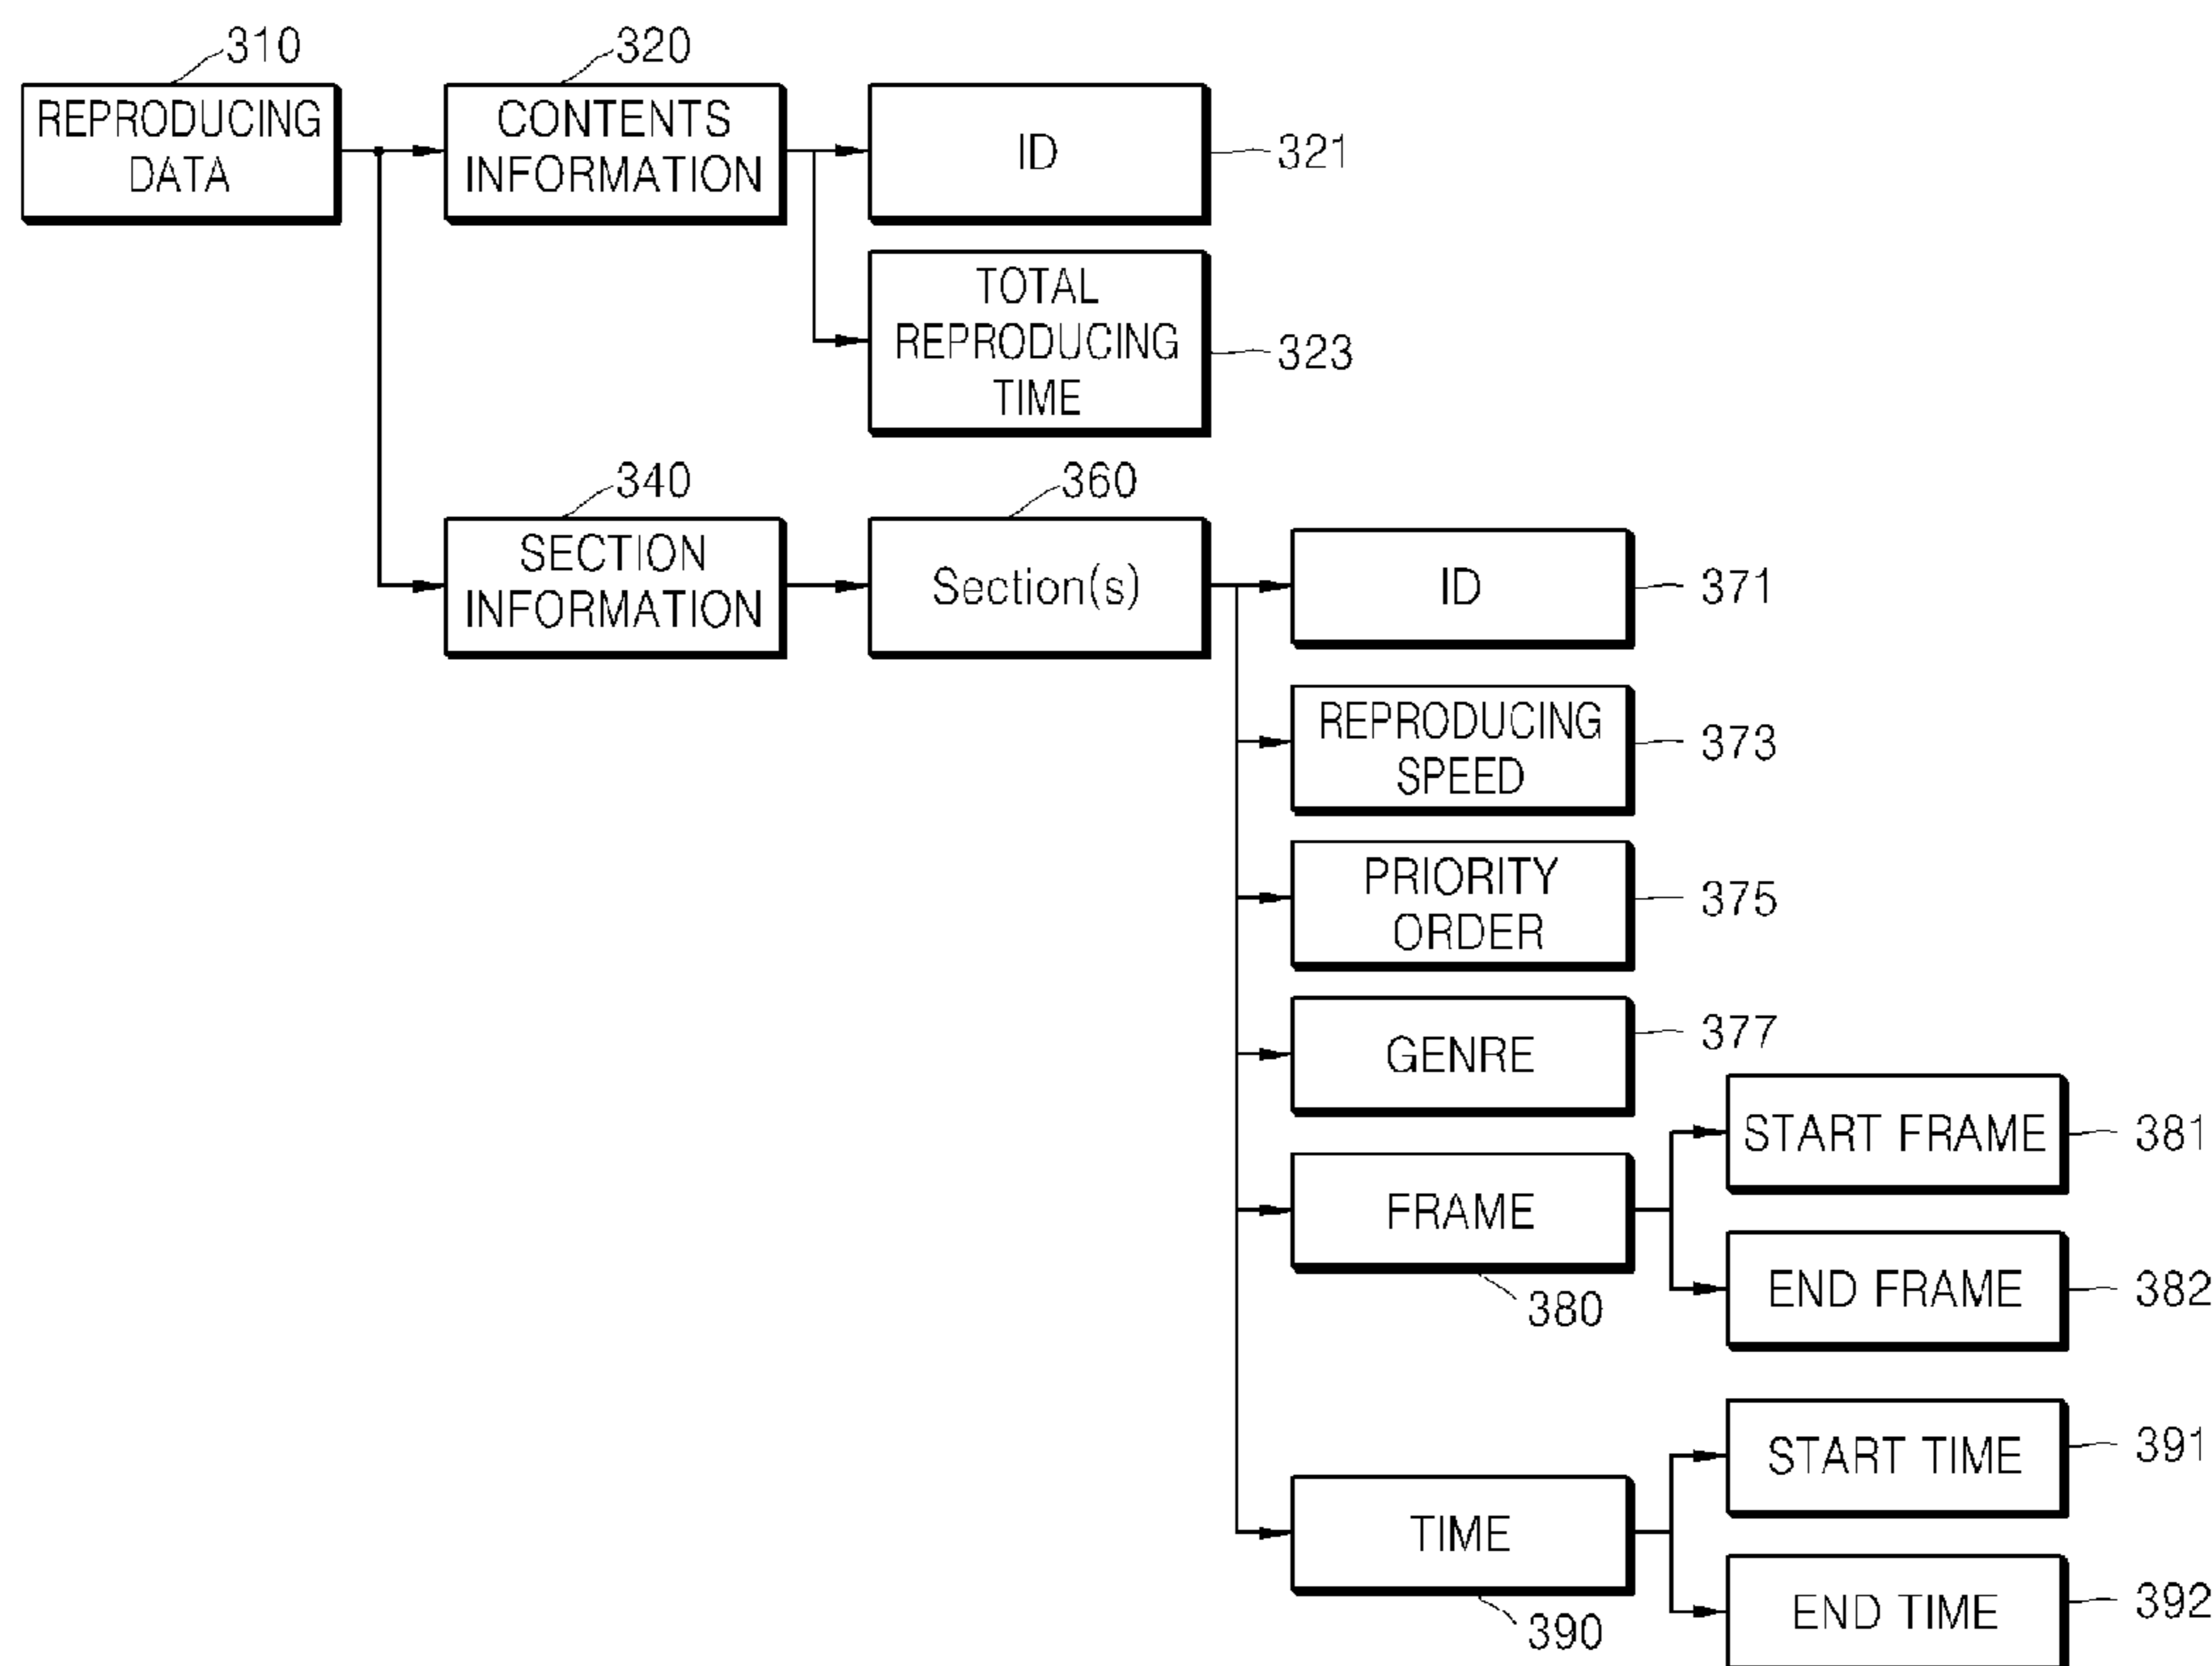 310
320
REPRODUCING
DATA
CONTENTS
INFORMATION
ID
321
TOTAL
REPRODUCING
TIME
323
340
360
SECTION
INFORMATION
Section(s)
ID
371
REPRODUCING
SPEED
373
PRIORITY
ORDER
375
GENRE
377
START FRAME
381
FRAME
380
END FRAME
382
START TIME
391
TIME
390
END TIME
392